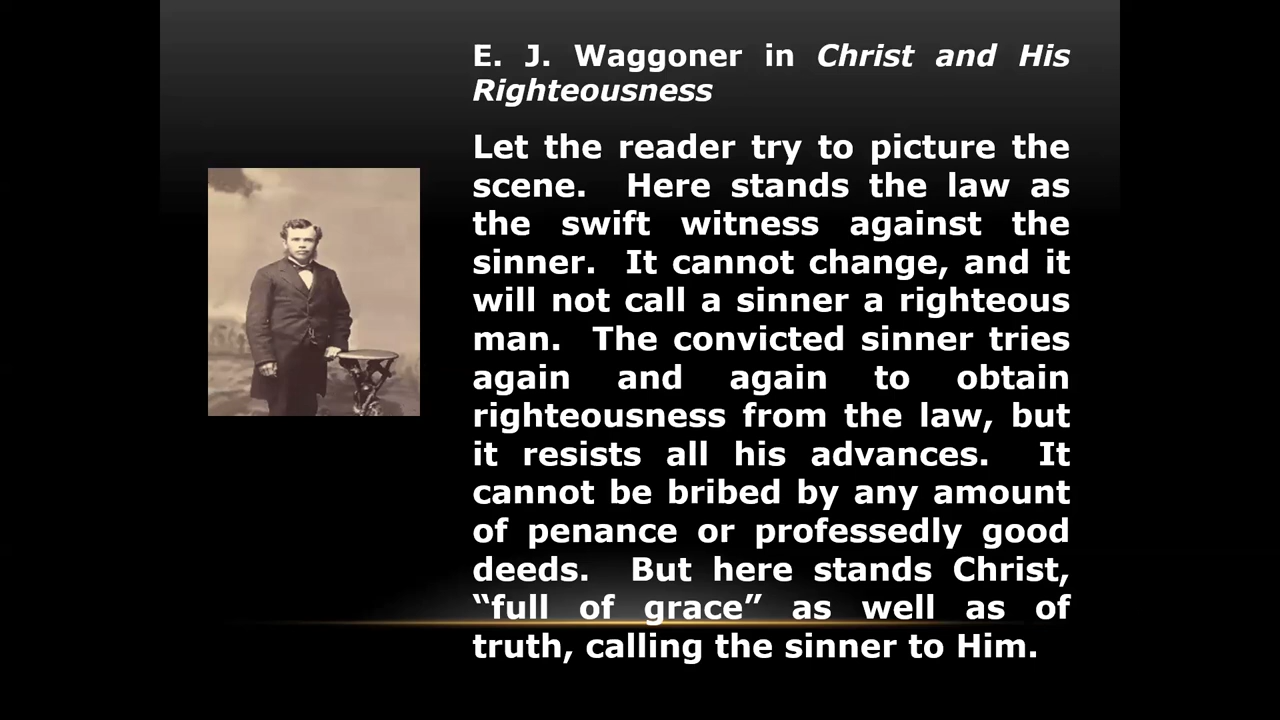 E. J. Waggoner in Christ and His
Righteousness
Let the reader try to picture the
scene. Here stands the law as
the swift witness against the
sinner. It cannot change, and it
will not call a sinner a righteous
man. The convicted sinner tries
again and again to obtain
righteousness from the law, but
it resists all his advances. It
cannot be bribed by any amount
of penance or professedly good
deeds. But here stands Christ,
“full of grace” as well as of
truth, calling the sinner to Him.